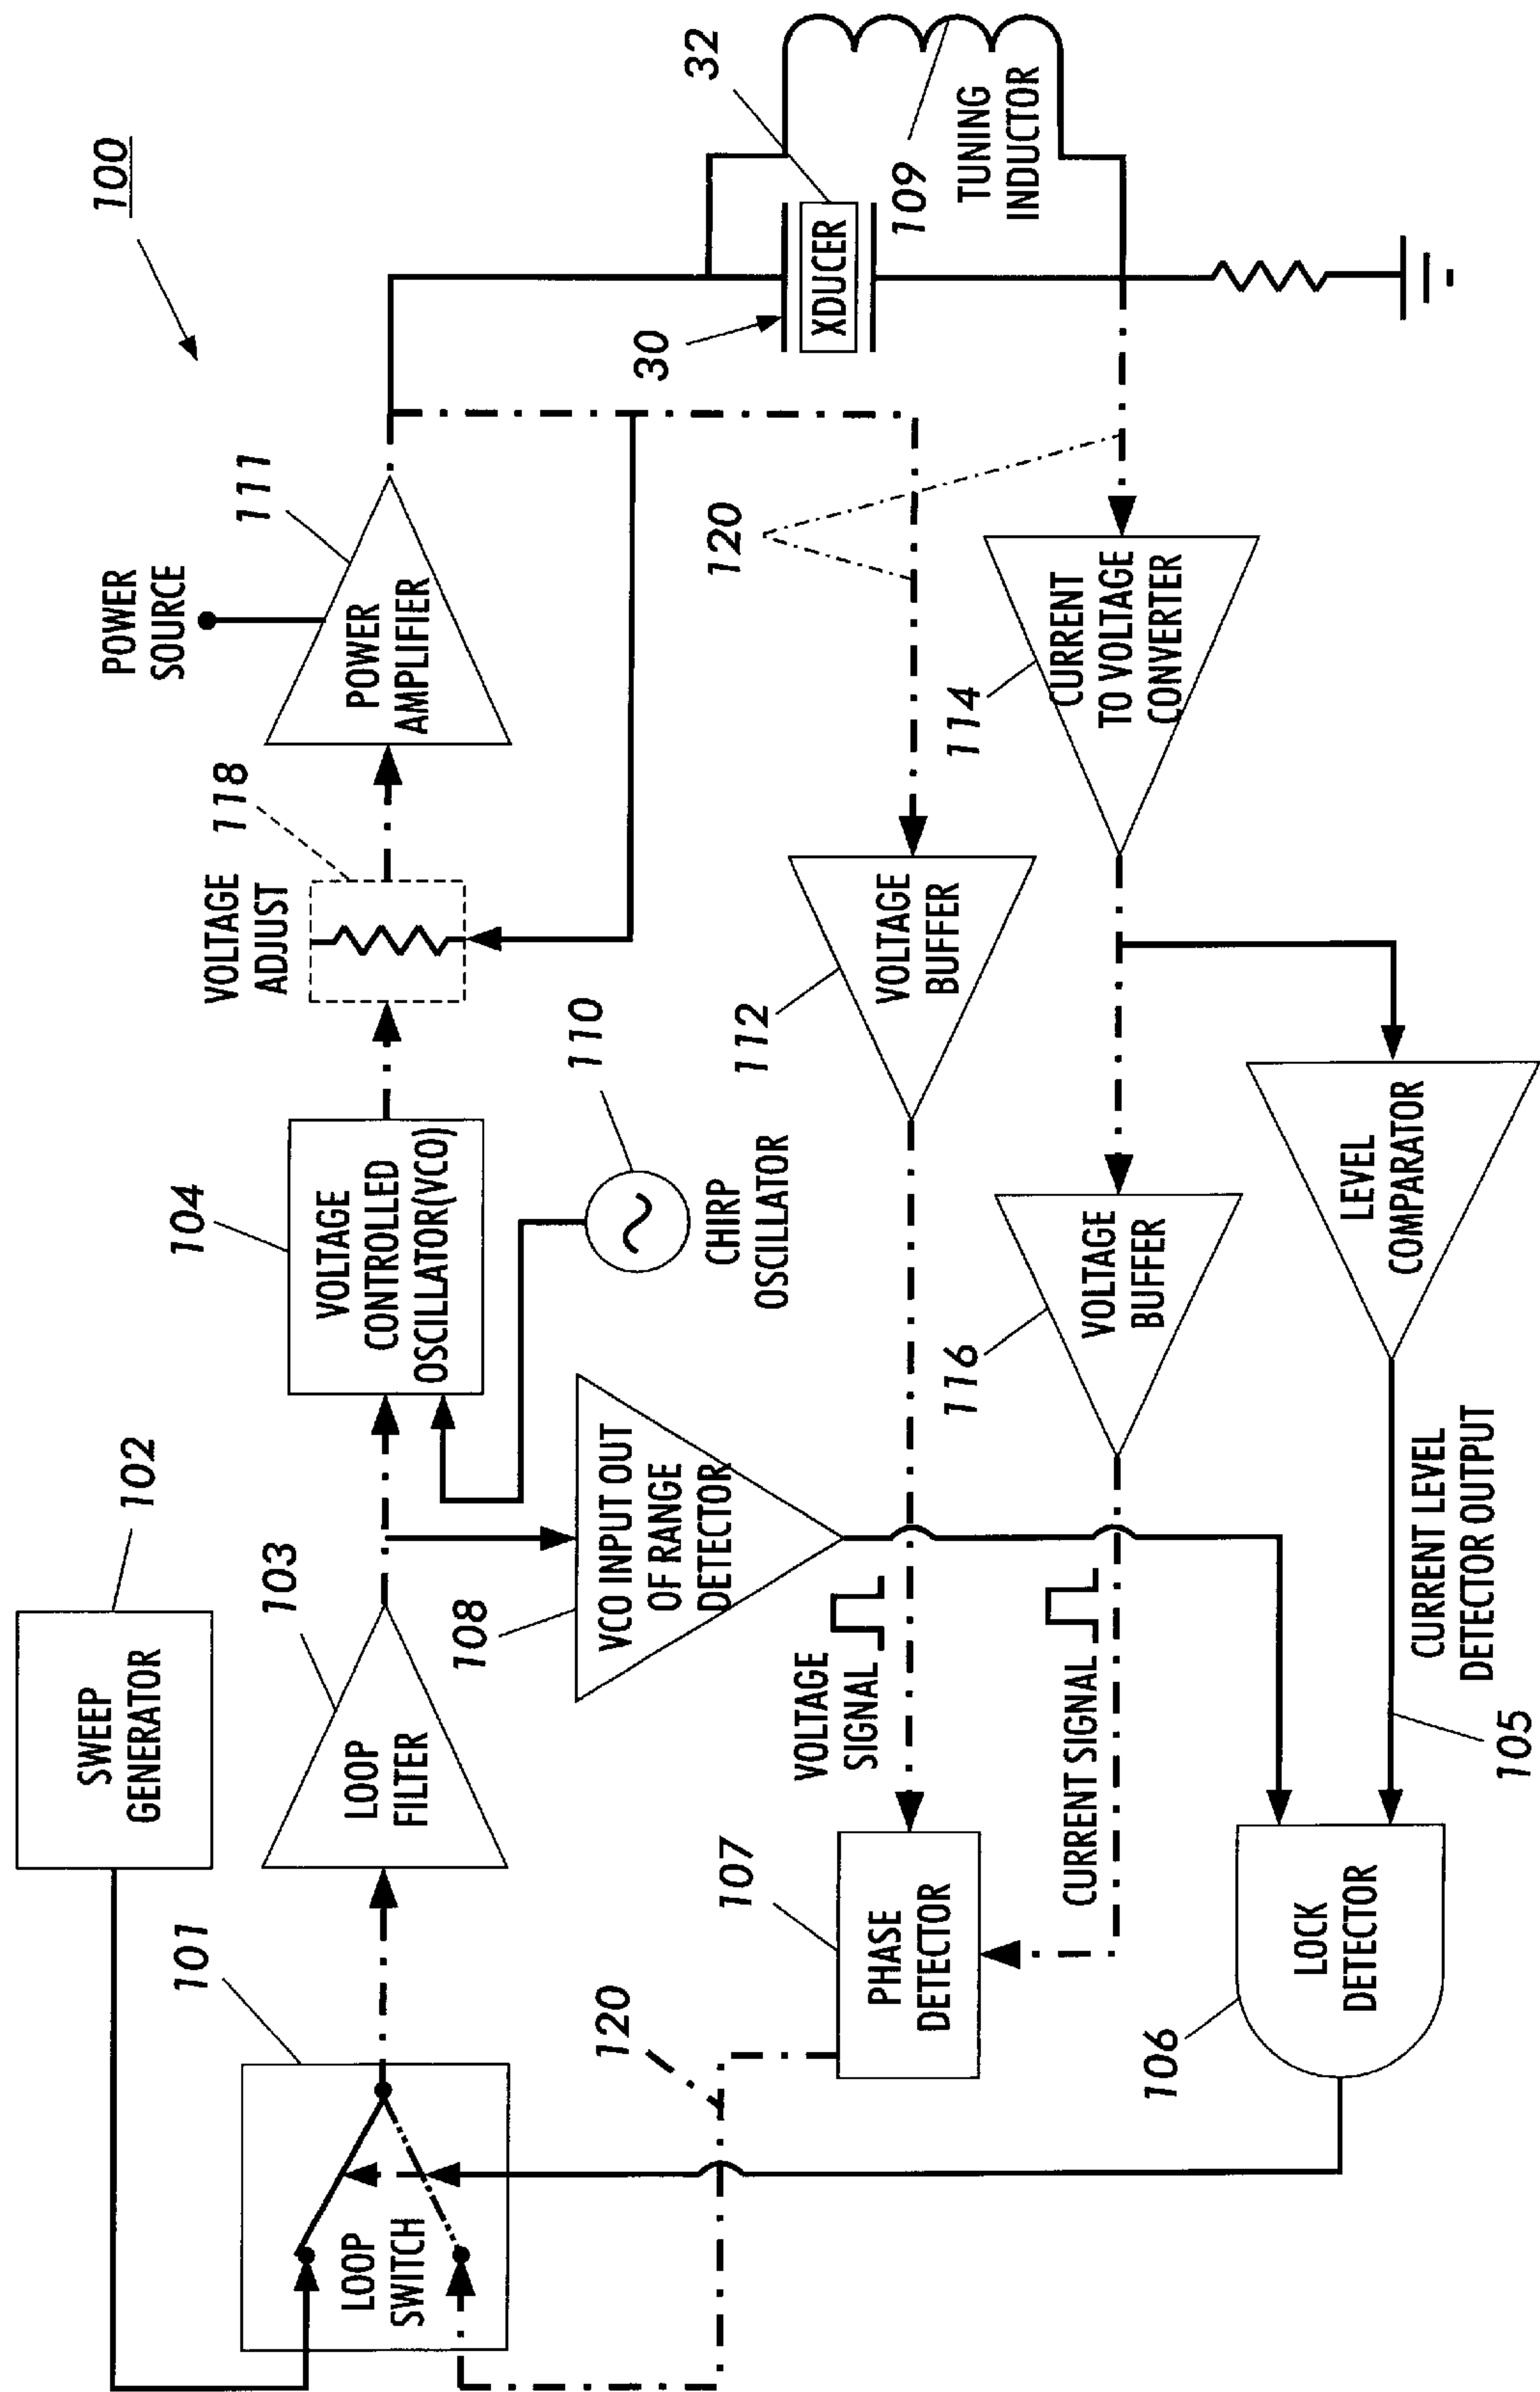 100
SWEEP
GENERATOR
102
101
LOOP
SWITCH
LOOP
FILTER
103
104
VOLTAGE
CONTROLLED
OSCILLATOR(VCO)
VOLTAGE
ADJUST
118
POWER
SOURCE
111
POWER
AMPLIFIER
110
CHIRP
OSCILLATOR
108
VCO INPUT OUT
OF RANGE
DETECTOR
30
XDUCER
32
109
TUNING
INDUCTOR
120
120
107
PHASE
DETECTOR
VOLTAGE
SIGNAL
112
VOLTAGE
BUFFER
CURRENT SIGNAL
116
VOLTAGE
BUFFER
114
CURRENT
TO VOLTAGE
CONVERTER
106
LOCK
DETECTOR
LEVEL
COMPARATOR
CURRENT LEVEL
DETECTOR OUTPUT
105